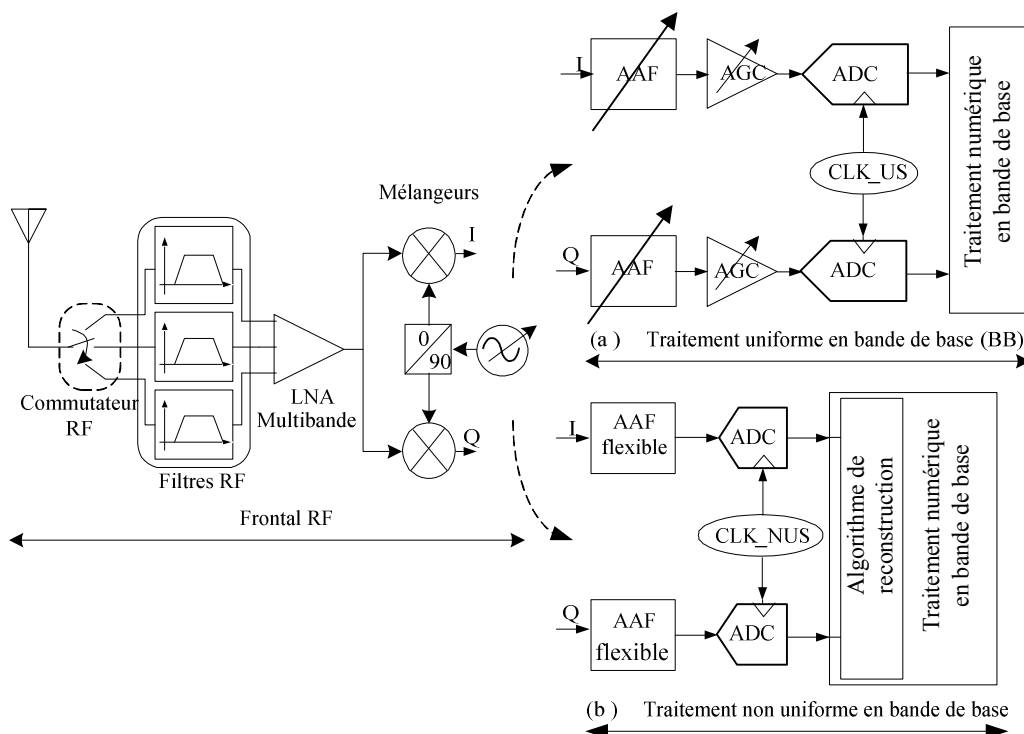 Commutateur
RF
Filtres RF
LNA
Multibande
Mélangeurs
I
0
90
Q
Frontal RF
I
AAF
AGC
ADC
CLK_US
Q
AAF
AGC
ADC
Traitement numérique
en bande de base
(a ) Traitement uniforme en bande de base (BB)
I
AAF
flexible
ADC
CLK_NUS
Q
AAF
flexible
ADC
Algorithme de
reconstruction
Traitement numérique
en bande de base
(b ) Traitement non uniforme en bande de base